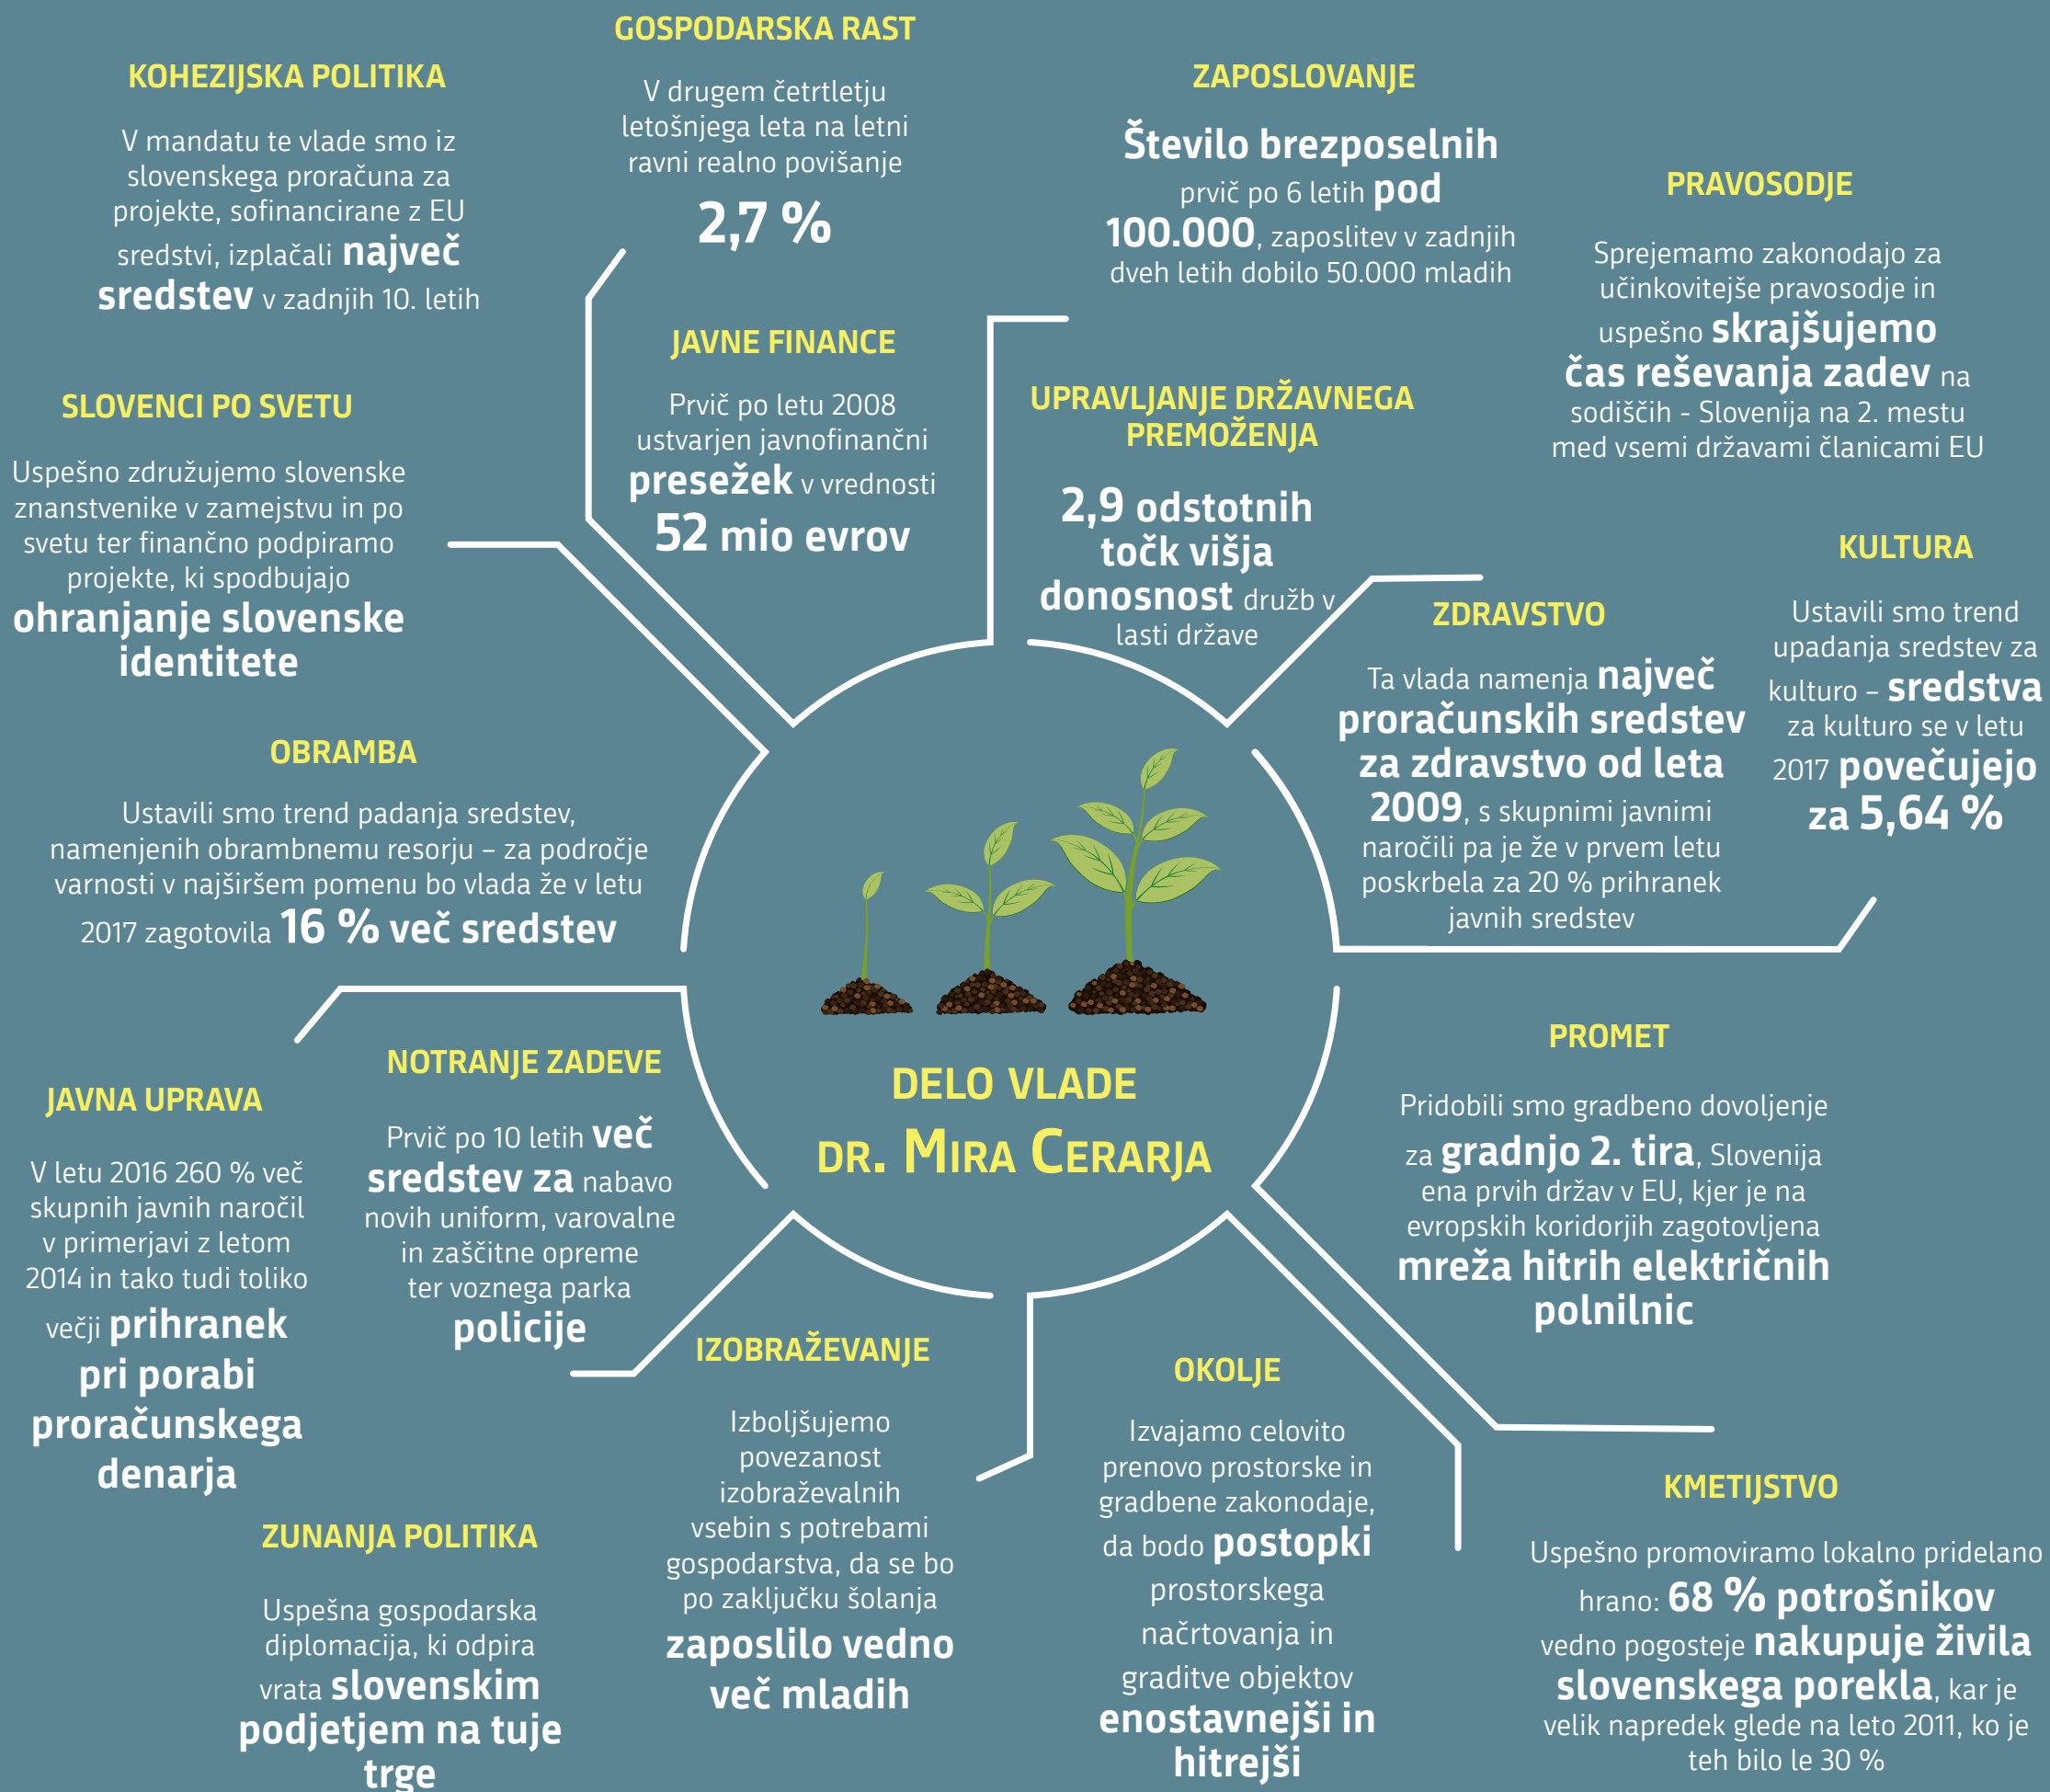 GOSPODARSKA RAST
V drugem četrtletju
letošnjega leta na letni
ravni realno povišanje
2,7 %
KOHEZIJSKA POLITIKA
V mandatu te vlade smo iz
slovenskega proračuna za
projekte, sofinancirane z EU
sredstvi, izplačali največ
sredstev v zadnjih 10. letih
ZAPOSLOVANJE
Število brezposelnih
prvič po 6 letih pod
100.000, zaposlitev v zadnjih
dveh letih dobilo 50.000 mladih
PRAVOSODJE
Sprejemamo zakonodajo za
učinkovitejše pravosodje in
uspešno skrajšujemo
čas reševanja zadev na
sodiščih - Slovenija na 2. mestu
med vsemi državami članicami EU
JAVNE FINANCE
Prvič po letu 2008
ustvarjen javnofinančni
presežek v vrednosti
52 mio evrov
SLOVENCI PO SVETU
Uspešno združujemo slovenske
znanstvenike v zamejstvu in po
svetu ter finančno podpiramo
projekte, ki spodbujajo
ohranjanje slovenske
identitete
UPRAVLJANJE DRŽAVNEGA
PREMOŽENJA
2,9 odstotnih
točk višja
donosnost družb v
lasti države
KULTURA
Ustavili smo trend
upadanja sredstev za
kulturo – sredstva
za kulturo se v letu
2017 povečujejo
za 5,64 %
ZDRAVSTVO
Ta vlada namenja največ
proračunskih sredstev
za zdravstvo od leta
2009, s skupnimi javnimi
naročili pa je že v prvem letu
poskrbela za 20 % prihranek
javnih sredstev
OBRAMBA
Ustavili smo trend padanja sredstev,
namenjenih obrambnemu resorju – za področje
varnosti v najširšem pomenu bo vlada že v letu
2017 zagotovila 16 % več sredstev
DELO VLADE
DR. MIRA CERARJA
PROMET
Pridobili smo gradbeno dovoljenje
za gradnjo 2. tira, Slovenija
ena prvih držav v EU, kjer je na
evropskih koridorjih zagotovljena
mreža hitrih električnih
polnilnic
NOTRANJE ZADEVE
Prvič po 10 letih več
sredstev za nabavo
novih uniform, varovalne
in zaščitne opreme
ter voznega parka
policije
JAVNA UPRAVA
V letu 2016 260 % več
skupnih javnih naročil
v primerjavi z letom
2014 in tako tudi toliko
večji prihranek
pri porabi
proračunskega
denarja
IZOBRAŽEVANJE
Izboljšujemo
povezanost
izobraževalnih
vsebin s potrebami
gospodarstva, da se bo
po zaključku šolanja
zaposlilo vedno
več mladih
OKOLJE
Izvajamo celovito
prenovo prostorske in
gradbene zakonodaje,
da bodo postopki
prostorskega
načrtovanja in
graditve objektov
enostavnejši in
hitrejši
KMETIJSTVO
Uspešno promoviramo lokalno pridelano
hrano: 68 % potrošnikov
vedno pogosteje nakupuje živila
slovenskega porekla, kar je
velik napredek glede na leto 2011, ko je
teh bilo le 30 %
ZUNANJA POLITIKA
Uspešna gospodarska
diplomacija, ki odpira
vrata slovenskim
podjetjem na tuje
trge